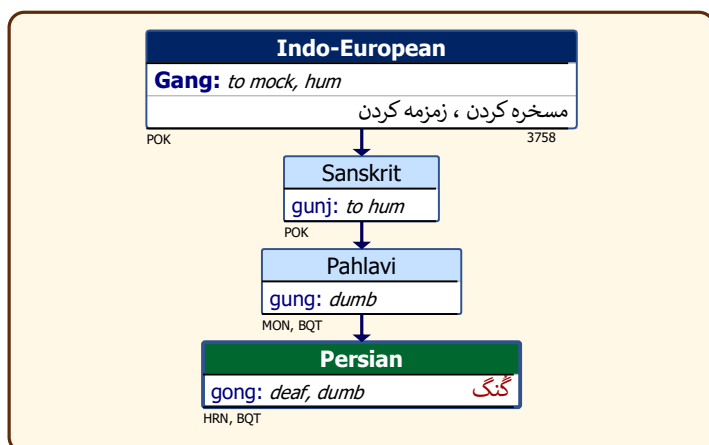 Indo-European
Gang: to mock, hum
مسخره کردن ، زمزمه کردن
POK 3758
Sanskrit
gunj: to hum
POK
Pahlavi
gung: dumb
MON, BQT
Persian
gong: deaf, dumb گُنگ
HRN, BQT